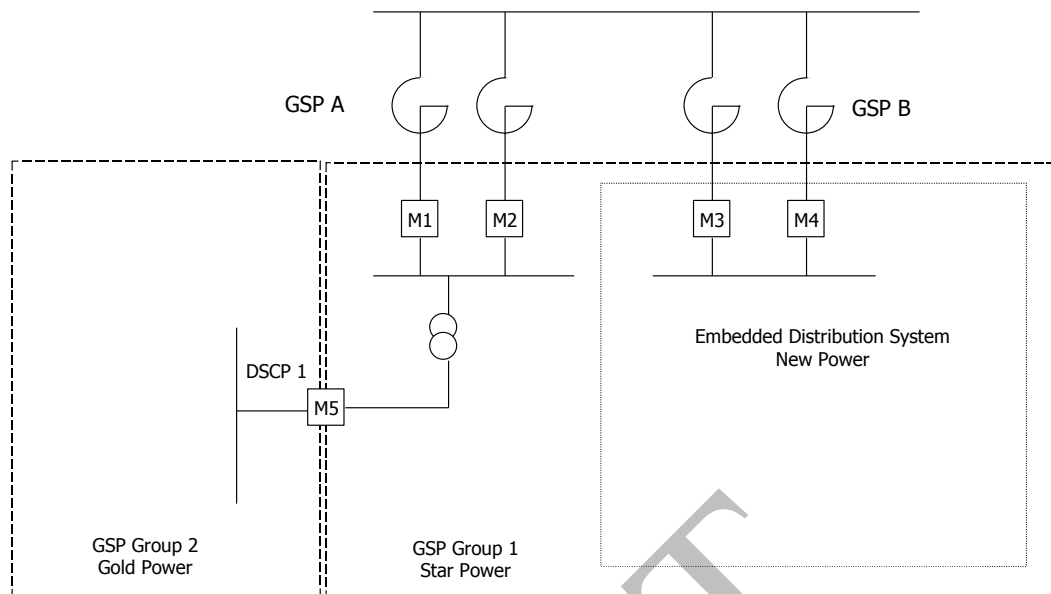 GSP A
GSP B
M1
M2
M3
M4
Embedded Distribution System
New Power
DSCP 1
M5
GSP Group 2
Gold Power
GSP Group 1
Star Power
T